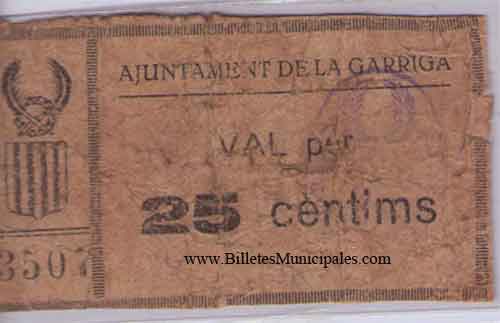 AJUNTAMENT DE LA GARRIGA
VAL per
25 cèntims
3507
www.BilletesMunicipales.com